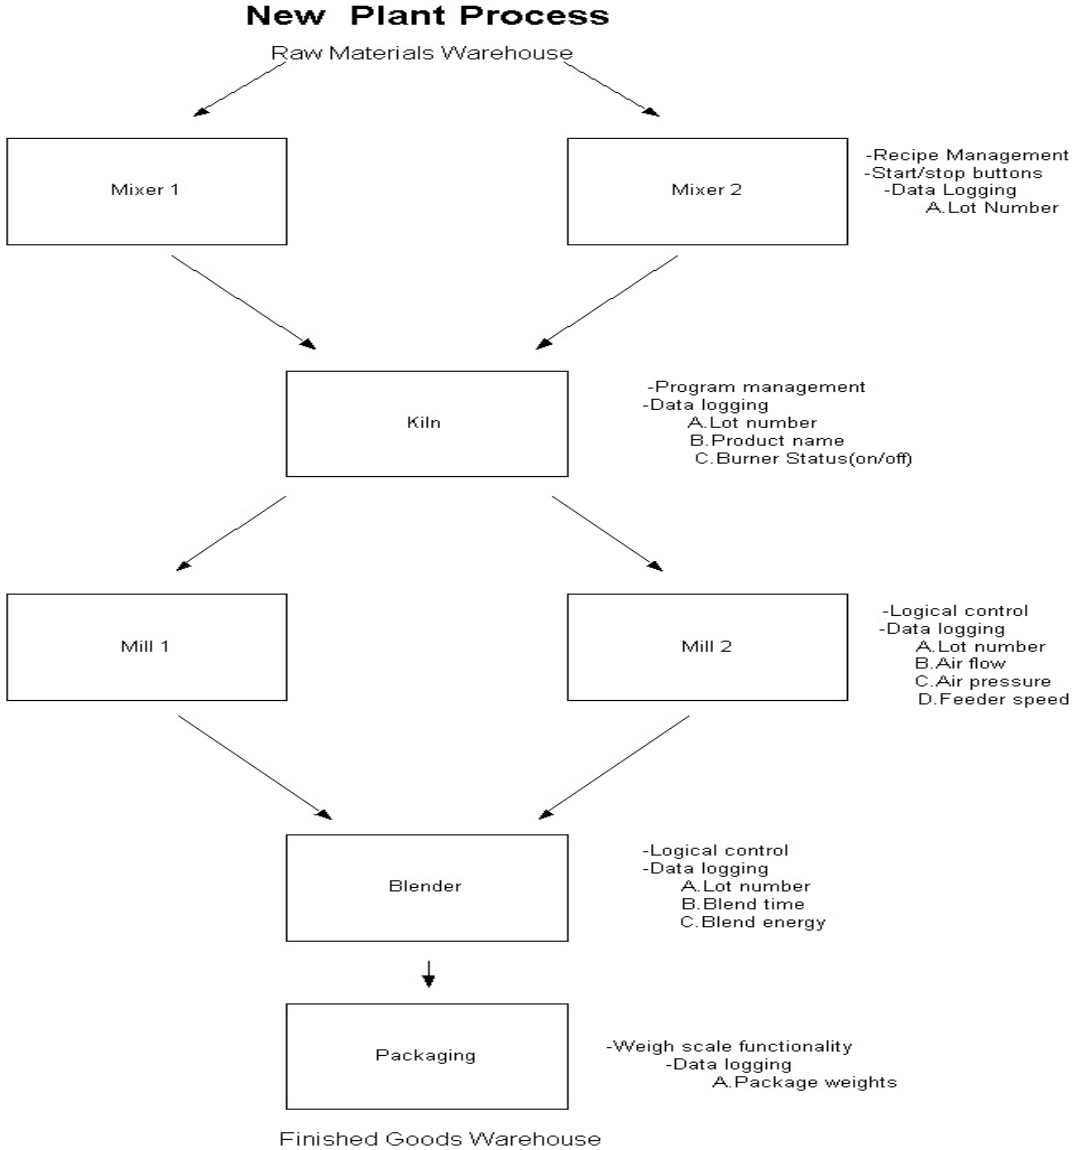 New Plant Process
Raw Materials Warehouse
Mixer 1
Mixer 2
-Recipe Management
-Start/stop buttons
-Data Logging
A.Lot Number
Kiln
-Program management
-Data logging
A.Lot number
B.Product name
C.Burner Status(on/off)
Mill 1
Mill 2
-Logical control
-Data logging
A.Lot number
B.Air flow
C.Air pressure
D.Feeder speed
Blender
-Logical control
-Data logging
A.Lot number
B.Blend time
C.Blend energy
Packaging
-Weigh scale functionality
-Data logging
A.Package weights
Finished Goods Warehouse